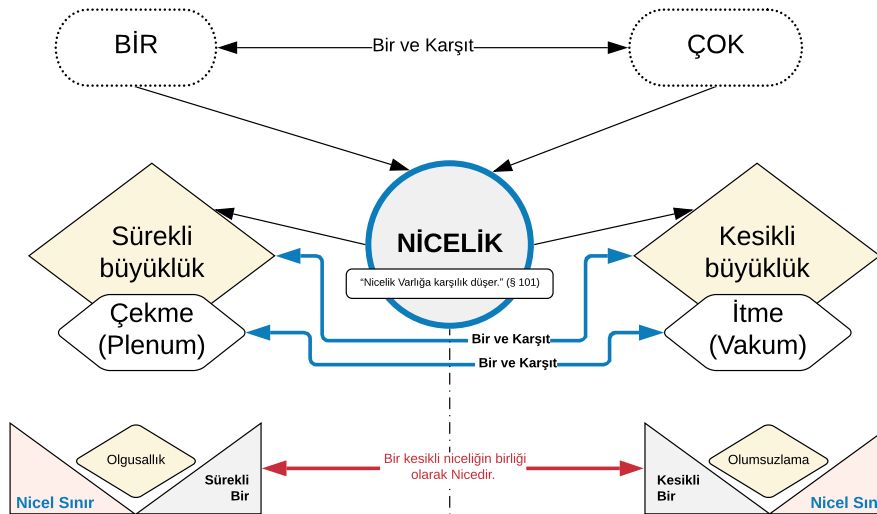 BİR
Bir ve Karşıt
ÇOK
Sürekli
büyüklük
NİCELİK
Kesikli
büyüklük
“Nicelik Varlığa karşılık düşer.” (§ 101)
Çekme
(Plenum)
İtme
(Vakum)
Bir ve Karşıt
Bir ve Karşıt
Olgusallık
Sürekli
Bir
Nicel Sınır
Bir kesikli niceliğin birliği
olarak Nicedir.
Kesikli
Bir
Olumsuzlama
Nicel Sın